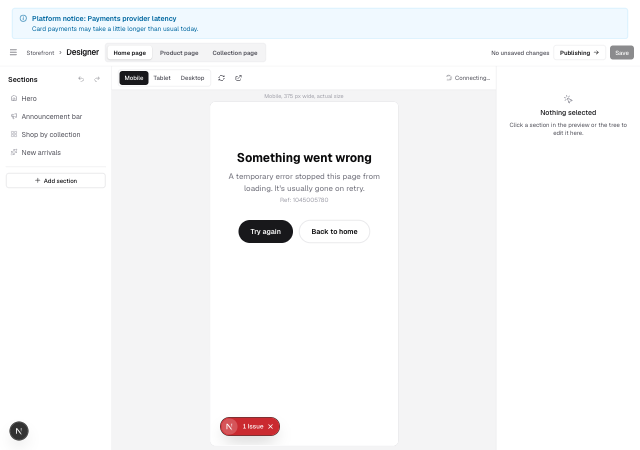 Platform notice: Payments provider latency
Card payments may take a little longer than usual today.
Storefront
Designer
Home page
Product page
Collection page
No unsaved changes
Publishing
Save
Sections
Hero
Announcement bar
Shop by collection
New arrivals
Add section
Mobile
Tablet
Desktop
Connecting…
Mobile, 375 px wide, actual size
Something went wrong
A temporary error stopped this page from
loading. It's usually gone on retry.
Ref: 1045005780
Try again
Back to home
N
1 Issue
Nothing selected
Click a section in the preview or the tree to
edit it here.
N